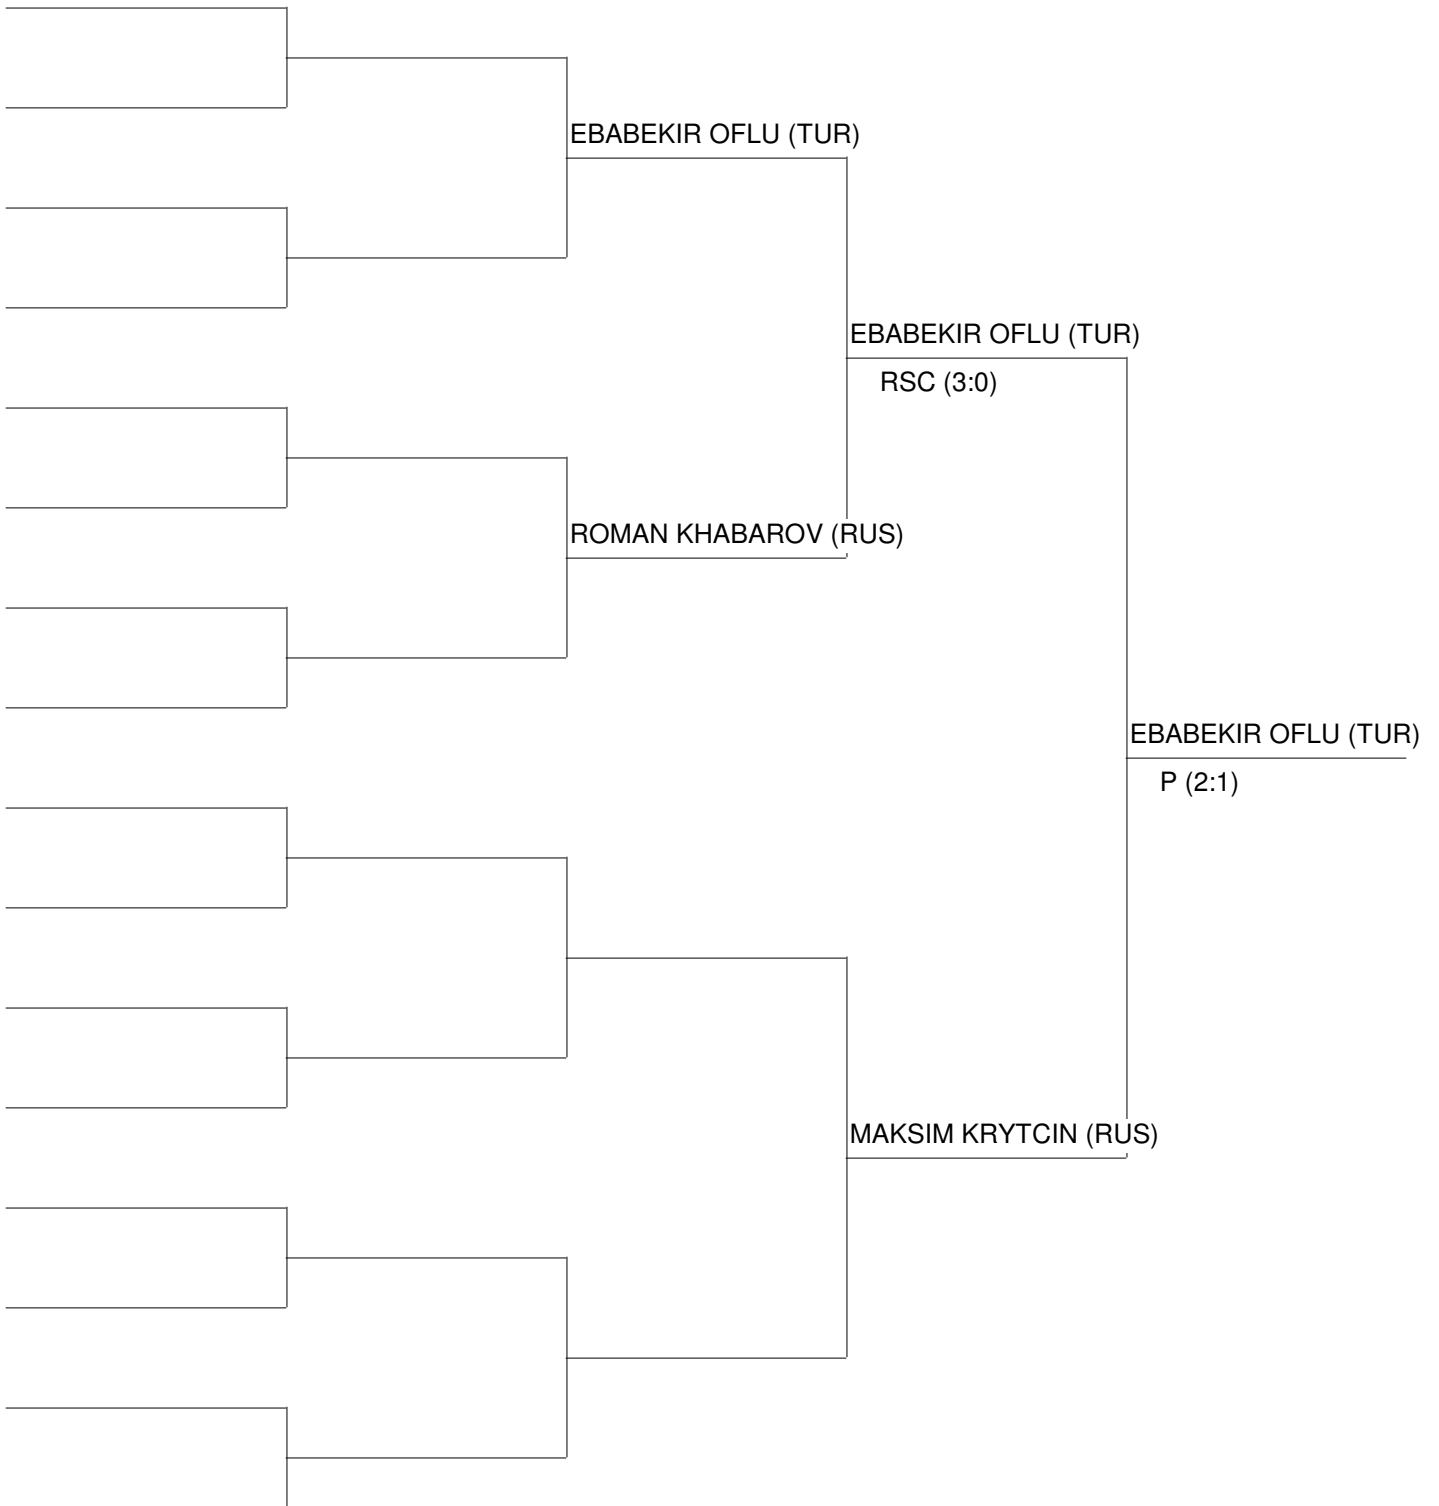 EBABEKIR OFLU (TUR)
EBABEKIR OFLU (TUR)
RSC (3:0)
ROMAN KHABAROV (RUS)
EBABEKIR OFLU (TUR)
P (2:1)
MAKSIM KRYTCIN (RUS)